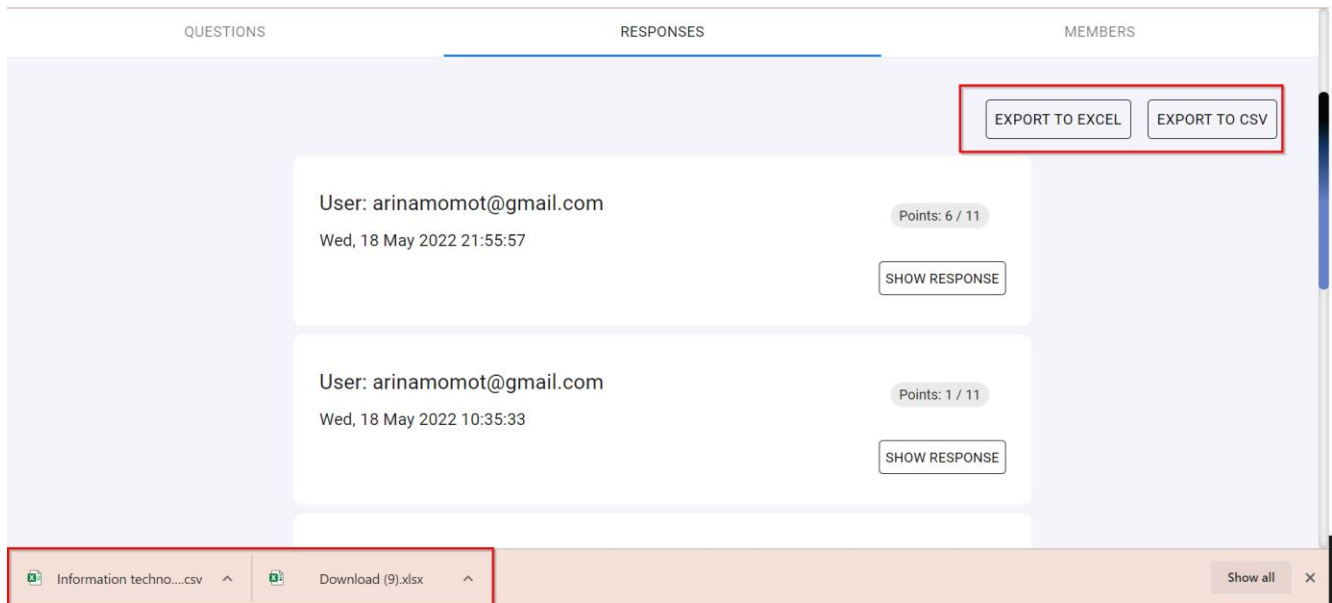 QUESTIONS RESPONSES MEMBERS
EXPORT TO EXCEL EXPORT TO CSV
User: arinamomot@gmail.com
Points: 6 / 11
Wed, 18 May 2022 21:55:57
SHOW RESPONSE
User: arinamomot@gmail.com
Points: 1 / 11
Wed, 18 May 2022 10:35:33
SHOW RESPONSE
Information techno....csv Download (9).xlsx Show all